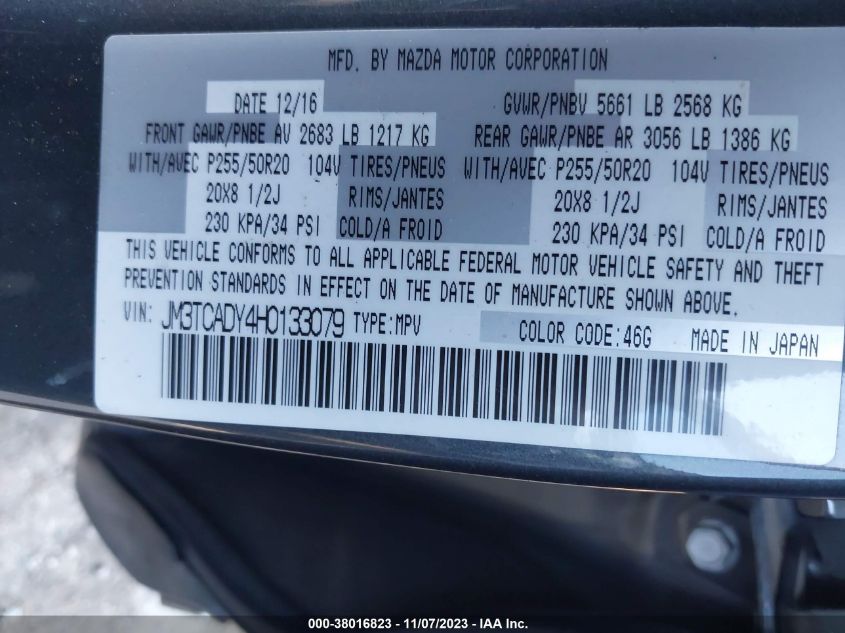 MFD. BY MAZDA MOTOR CORPORATION
DATE 12/16 GVWR/PNBV 5661 LB 2568 KG
FRONT GAWR/PNBE AV 2683 LB 1217 KG REAR GAWR/PNBE AR 3056 LB 1386 KG
WITH/AVEC P255/50R20 104V TIRES/PNEUS WITH/AVEC P255/50R20 104V TIRES/PNEUS
20X8 1/2J RIMS/JANTES 20X8 1/2J RIMS/JANTES
230 KPA/34 PSI COLD/A FROID 230 KPA/34 PSI COLD/A FROID
THIS VEHICLE CONFORMS TO ALL APPLICABLE FEDERAL MOTOR VEHICLE SAFETY AND THEFT
PREVENTION STANDARDS IN EFFECT ON THE DATE OF MANUFACTURE SHOWN ABOVE.
VIN: JM3TCADY4H0133079 TYPE:MPV COLOR CODE:46G MADE IN JAPAN
000-38016823 - 11/07/2023 - IAA Inc.